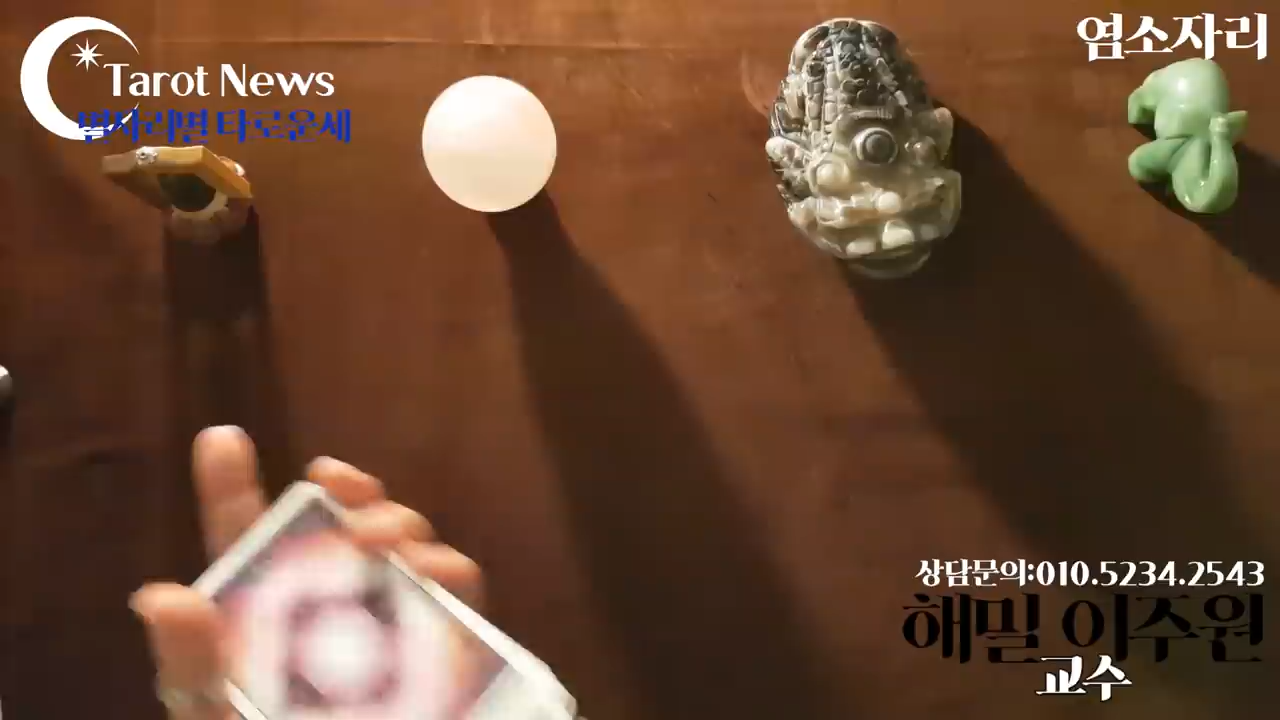 Tarot News
별자리별 타로운세
염소자리
상담문의:010.5234.2543
해밀 이주원
교수